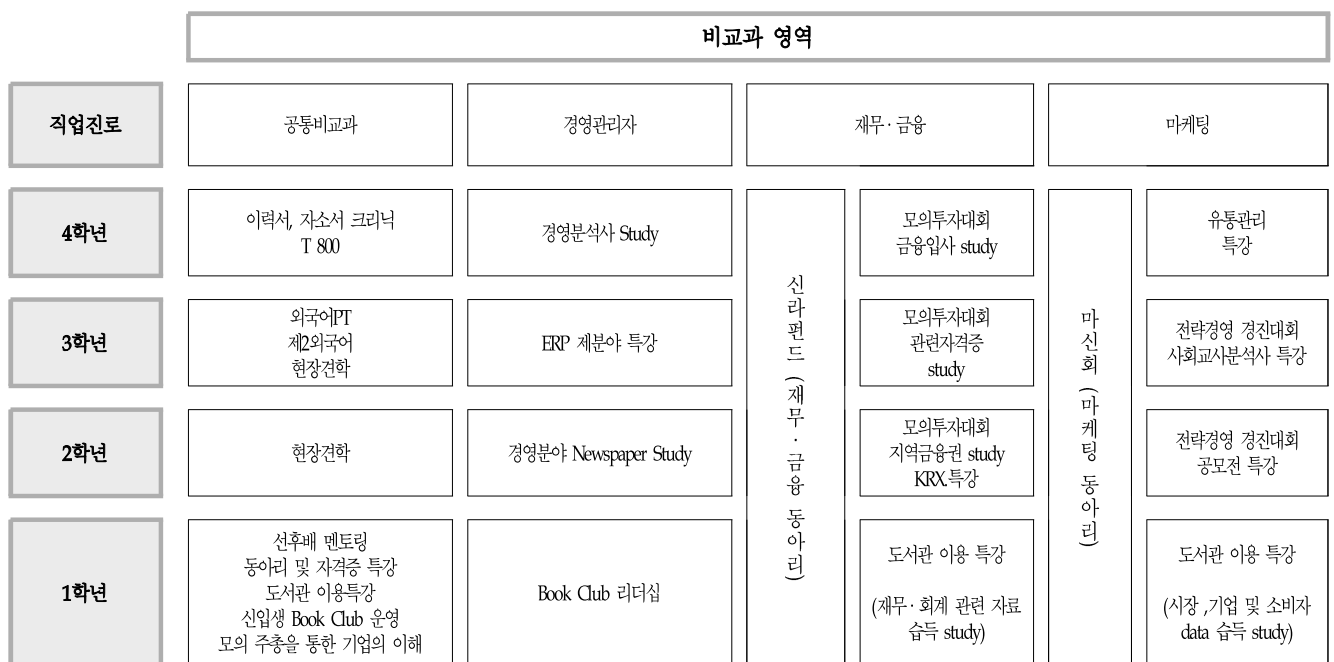 비교과 영역
직업진로
공통비교과
경영관리자
재무·금융
마케팅
4학년
이력서, 자소서 크리닉
T 800
경영분석사 Study
신라펀드 (재무·금융 동아리)
모의투자대회
금융입사 study
마신회 (마케팅 동아리)
유통관리
특강
3학년
외국어PT
제2외국어
현장견학
ERP 제분야 특강
모의투자대회
관련자격증
study
전략경영 경진대회
사회교사분석사 특강
2학년
현장견학
경영분야 Newspaper Study
모의투자대회
지역금융권 study
KRX.특강
전략경영 경진대회
공모전 특강
1학년
선후배 멘토링
동아리 및 자격증 특강
도서관 이용특강
신입생 Book Club 운영
모의 주총을 통한 기업의 이해
Book Club 리더십
도서관 이용 특강
(재무·회계 관련 자료
습득 study)
도서관 이용 특강
(시장 ,기업 및 소비자
data 습득 study)